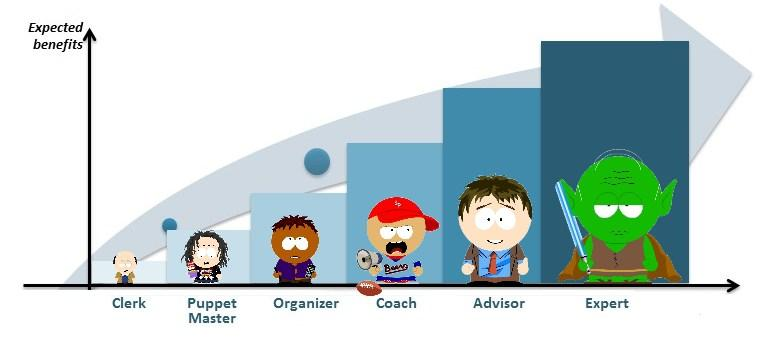 Expected
benefits
Clerk
Puppet
Master
Organizer
Coach
Advisor
Expert